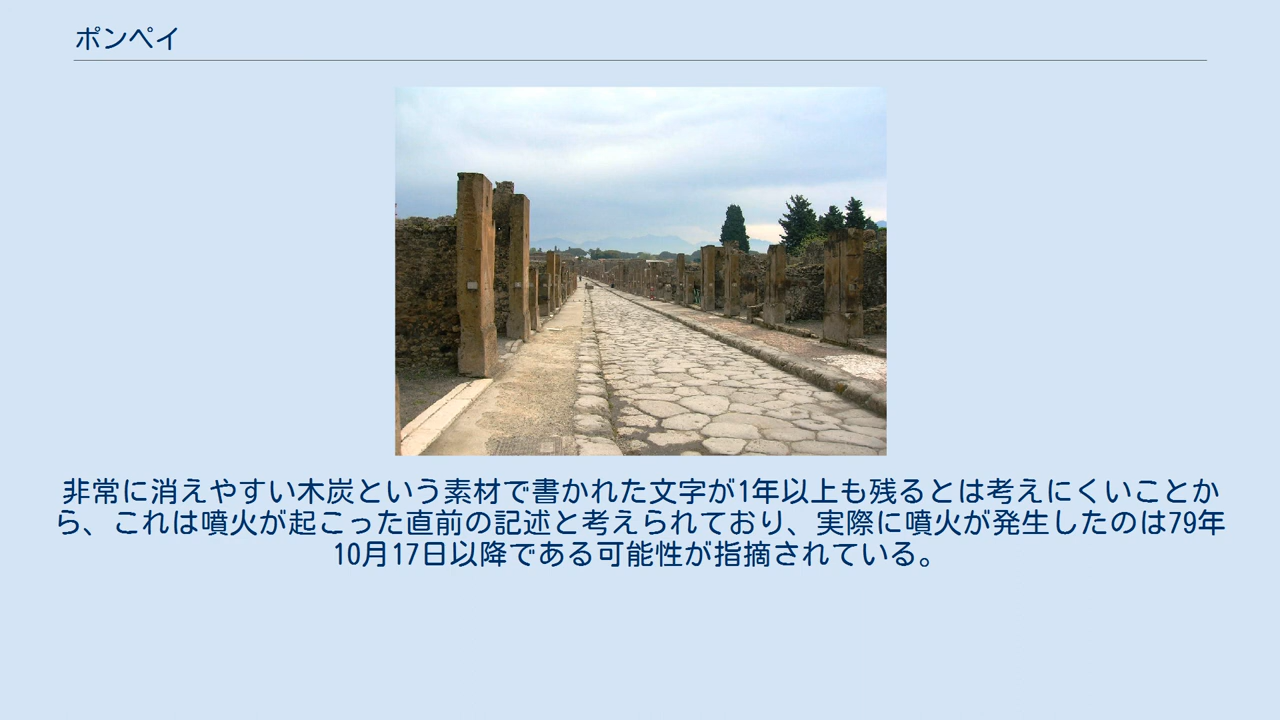 ポンペイ
非常に消えやすい木炭という素材で書かれた文字が1年以上も残るとは考えにくいことか
ら、これは噴火が起こった直前の記述と考えられており、実際に噴火が発生したのは79年
10月17日以降である可能性が指摘されている。